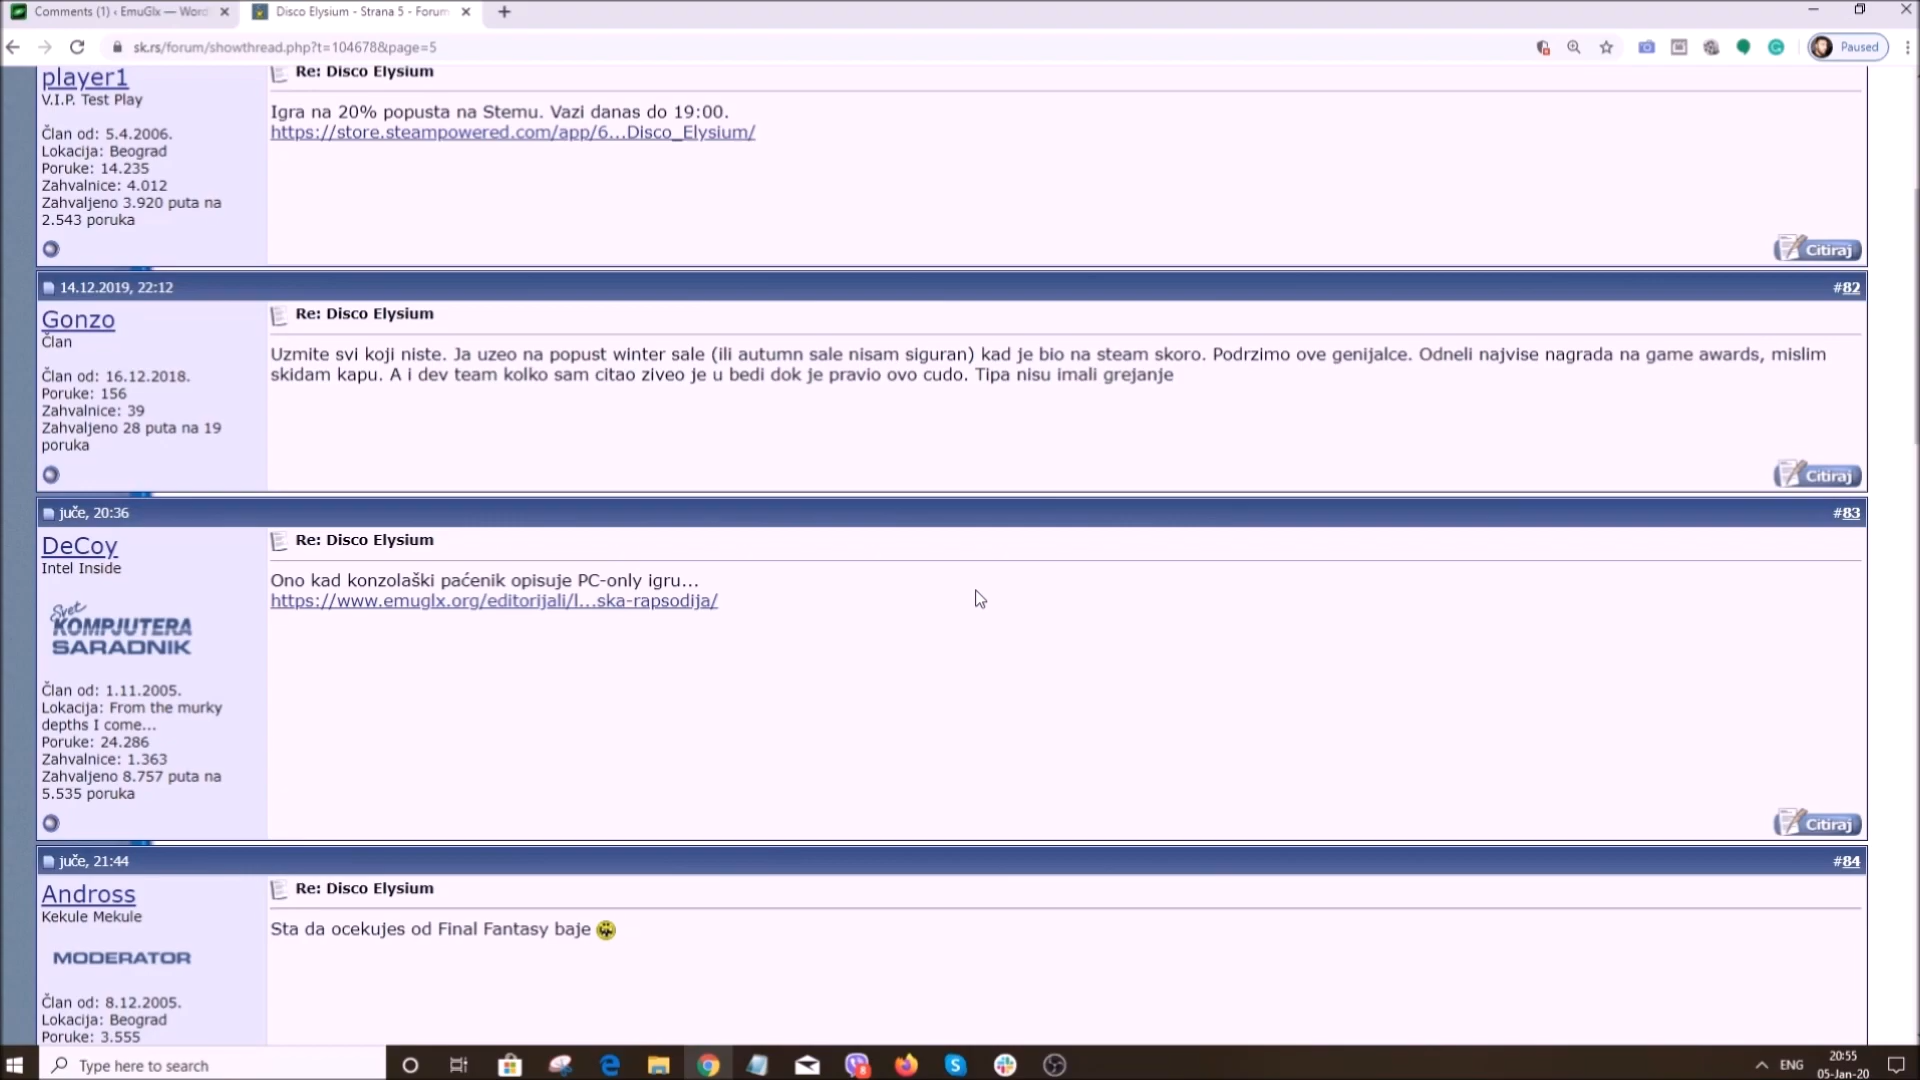 Comments (1) ‹ EmuGlx — Word
Disco Elysium - Strana 5 - Forum
sk.rs/forum/showthread.php?t=104678&page=5
Paused
player1
V.I.P. Test Play
Član od: 5.4.2006.
Lokacija: Beograd
Poruke: 14.235
Zahvalnice: 4.012
Zahvaljeno 3.920 puta na
2.543 poruka
Re: Disco Elysium
Igra na 20% popusta na Stemu. Vazi danas do 19:00.
https://store.steampowered.com/app/6...Disco_Elysium/
Citiraj
14.12.2019, 22:12
#82
Gonzo
Član
Član od: 16.12.2018.
Poruke: 156
Zahvalnice: 39
Zahvaljeno 28 puta na 19
poruka
Re: Disco Elysium
Uzmite svi koji niste. Ja uzeo na popust winter sale (ili autumn sale nisam siguran) kad je bio na steam skoro. Podrzimo ove genijalce. Odneli najvise nagrada na game awards, mislim
skidam kapu. A i dev team kolko sam citao ziveo je u bedi dok je pravio ovo cudo. Tipa nisu imali grejanje
Citiraj
juče, 20:36
#83
DeCoy
Intel Inside
Svet
KOMPJUTERA
SARADNIK
Član od: 1.11.2005.
Lokacija: From the murky
depths I come...
Poruke: 24.286
Zahvalnice: 1.363
Zahvaljeno 8.757 puta na
5.535 poruka
Re: Disco Elysium
Ono kad konzolaški paćenik opisuje PC-only igru...
https://www.emuglx.org/editorijali/l...ska-rapsodija/
Citiraj
juče, 21:44
#84
Andross
Kekule Mekule
MODERATOR
Član od: 8.12.2005.
Lokacija: Beograd
Poruke: 3.555
Re: Disco Elysium
Sta da ocekujes od Final Fantasy baje
Type here to search
ENG
20:55
05-Jan-20